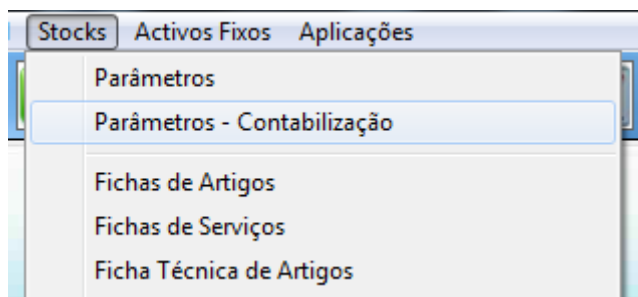 Stocks Activos Fixos Aplicações
Parâmetros
Parâmetros - Contabilização
Fichas de Artigos
Fichas de Serviços
Ficha Técnica de Artigos